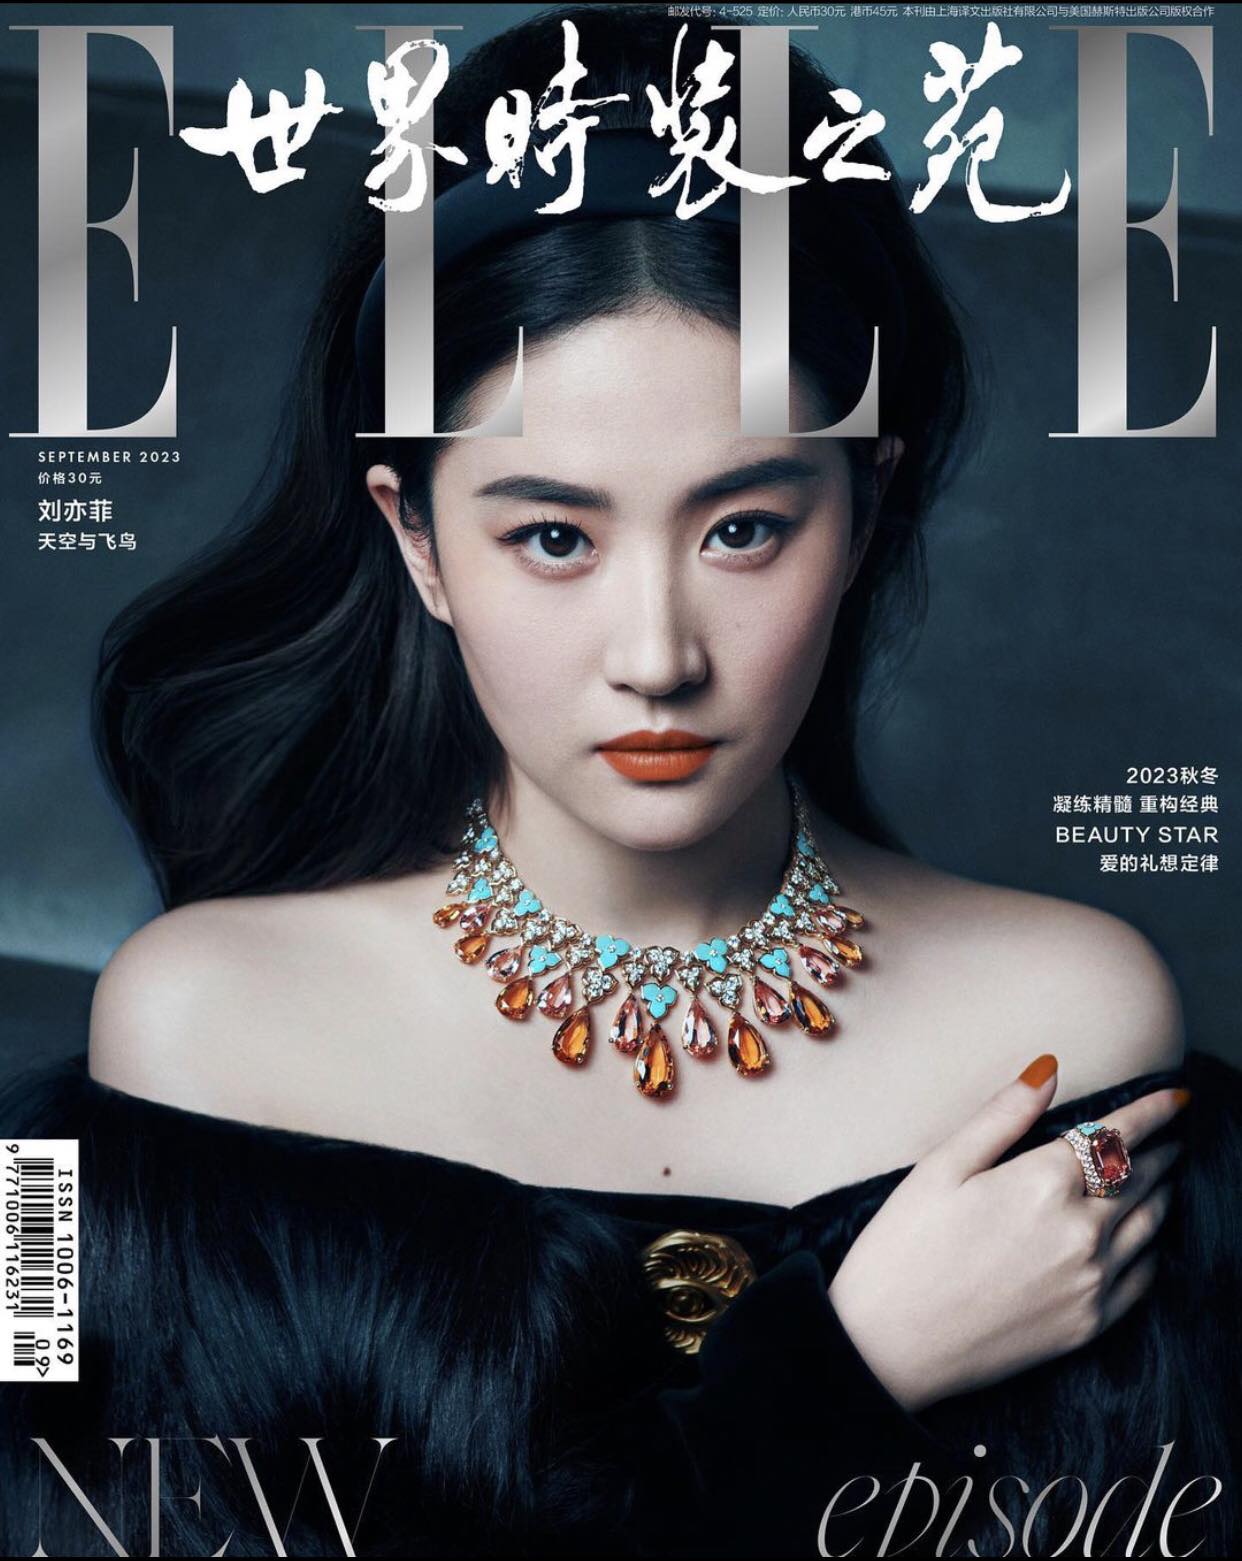 邮发代号: 4-525 定价: 人民币30元 港币45元 本刊由上海译文出版社有限公司与美国赫斯特出版公司版权合作
ELLE
世界時裝之苑
SEPTEMBER 2023
价格30元
刘亦菲
天空与飞鸟
2023秋冬
凝练精髓 重构经典
BEAUTY STAR
爱的礼想定律
ISSN 1006-1169
9 771006 116231
09>
NEW
episode